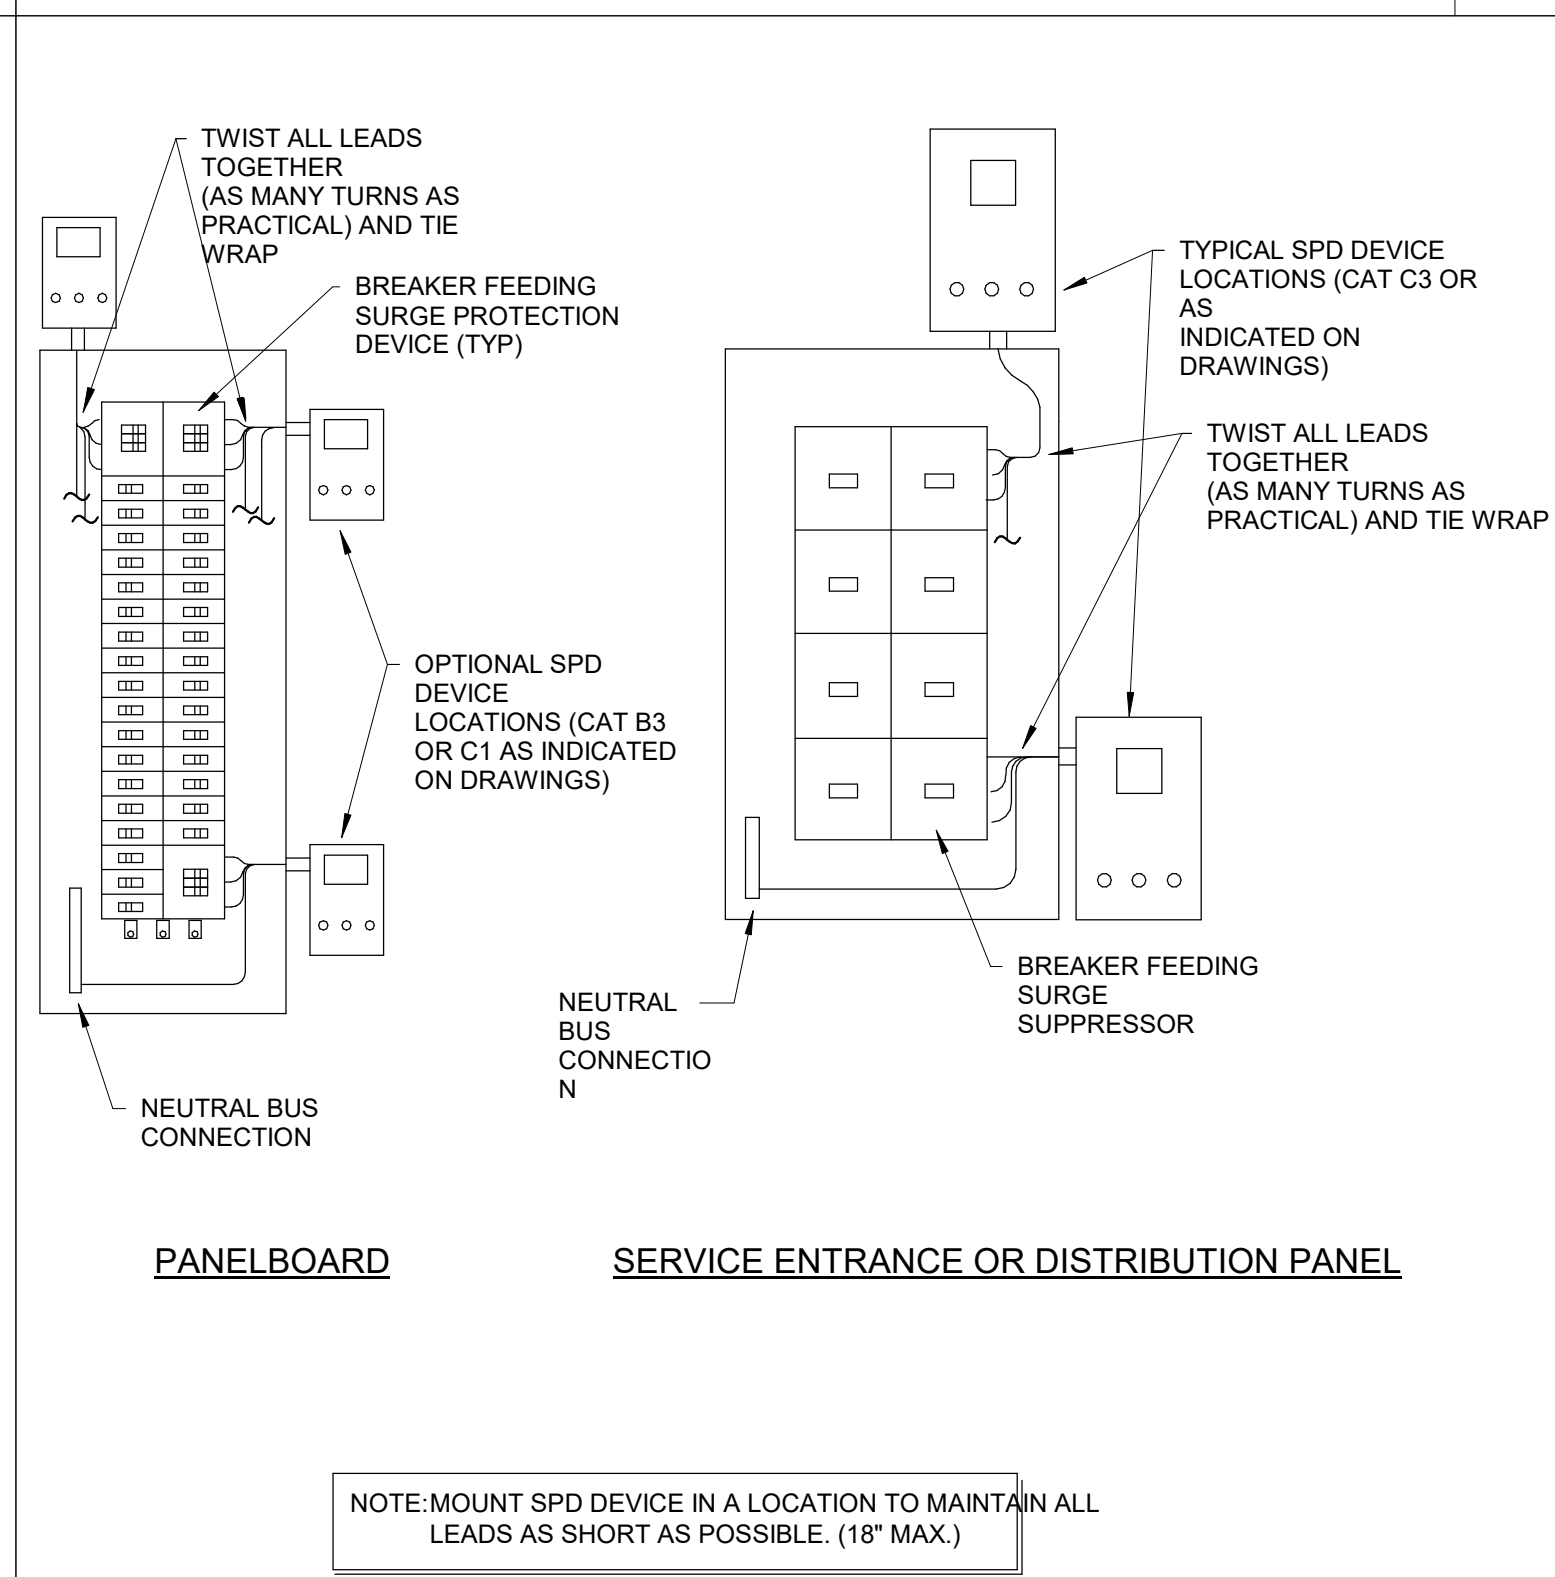 TWIST ALL LEADS
TOGETHER
(AS MANY TURNS AS
PRACTICAL) AND TIE
WRAP
BREAKER FEEDING
SURGE PROTECTION
DEVICE (TYP)
OPTIONAL SPD
DEVICE
LOCATIONS (CAT B3
OR C1 AS INDICATED
ON DRAWINGS)
NEUTRAL BUS
CONNECTION
PANELBOARD
TYPICAL SPD DEVICE
LOCATIONS (CAT C3 OR
AS
INDICATED ON
DRAWINGS)
TWIST ALL LEADS
TOGETHER
(AS MANY TURNS AS
PRACTICAL) AND TIE WRAP
BREAKER FEEDING
SURGE
SUPPRESSOR
NEUTRAL
BUS
CONNECTIO
N
SERVICE ENTRANCE OR DISTRIBUTION PANEL
NOTE:MOUNT SPD DEVICE IN A LOCATION TO MAINTAIN ALL
LEADS AS SHORT AS POSSIBLE. (18" MAX.)